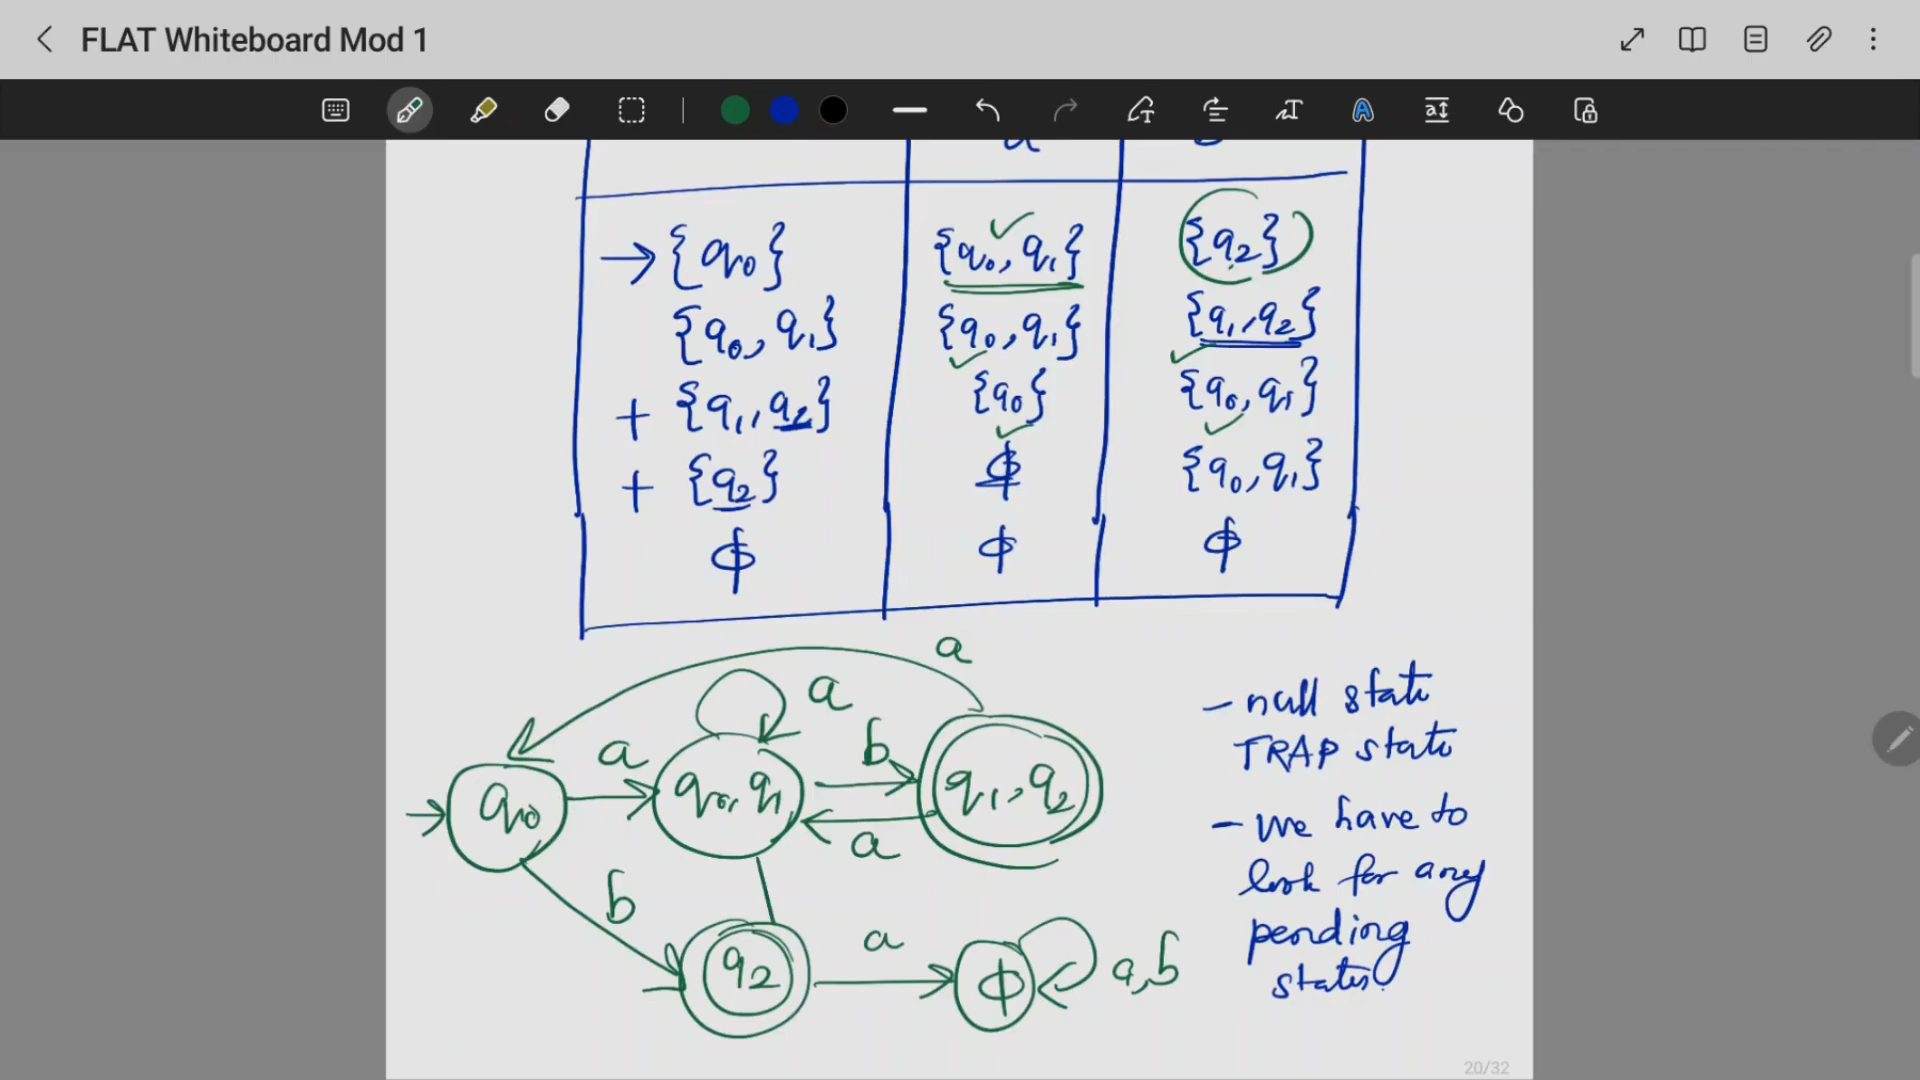 FLAT Whiteboard Mod 1
a
→ {q0} {q0, q1} {q2}
{q0, q1} {q0, q1} {q1, q2}
+ {q1, q2} {q0} {q0, q1}
+ {q2} ϕ {q0, q1}
ϕ ϕ ϕ
a
a
a
b
q0
q0, q1
q1, q2
a
b
q2
a
ϕ
a,b
- null state
TRAP state
- We have to
look for any
pending
states.
20/32